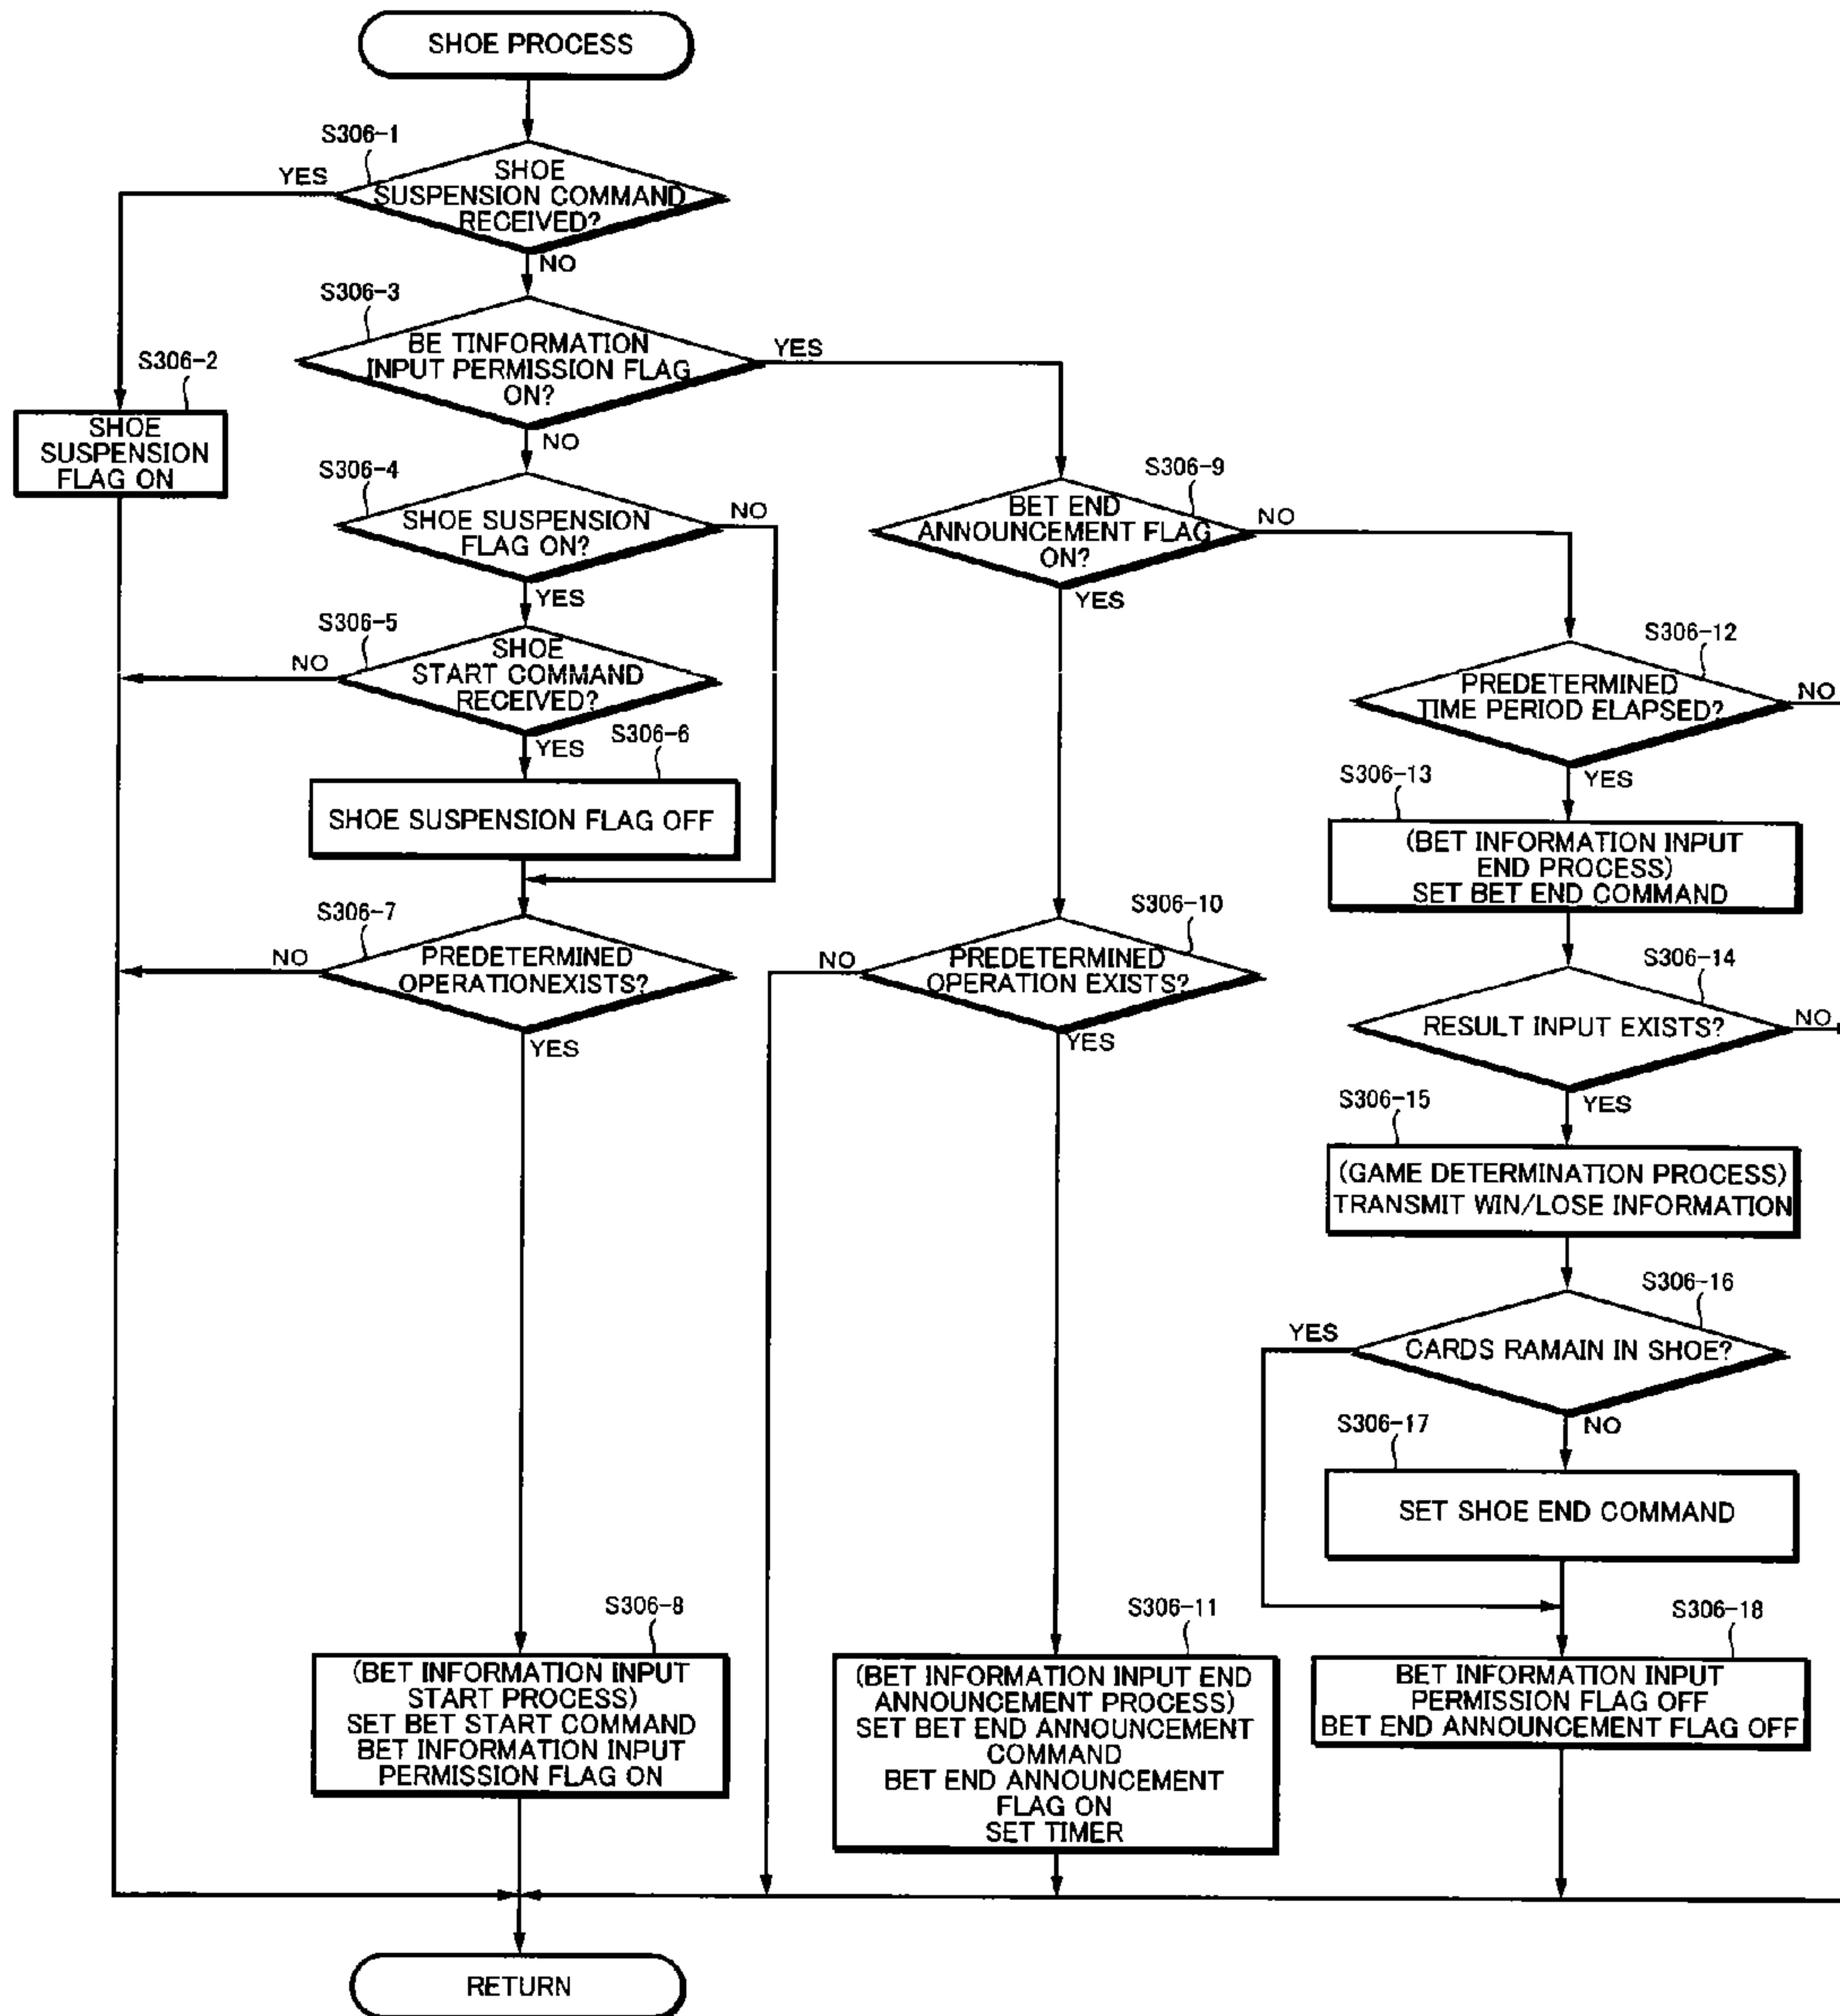 SHOE PROCESS
S306-1
SHOE
SUSPENSION COMMAND
RECEIVED?
YES
NO
S306-3
BE TINFORMATION
INPUT PERMISSION FLAG
ON?
YES
NO
S306-2
SHOE
SUSPENSION
FLAG ON
S306-4
SHOE SUSPENSION
FLAG ON?
NO
YES
S306-5
SHOE
START COMMAND
RECEIVED?
NO
YES
S306-6
SHOE SUSPENSION FLAG OFF
S306-7
PREDETERMINED
OPERATIONEXISTS?
NO
YES
S306-8
(BET INFORMATION INPUT
START PROCESS)
SET BET START COMMAND
BET INFORMATION INPUT
PERMISSION FLAG ON
S306-9
BET END
ANNOUNCEMENT FLAG
ON?
NO
YES
S306-10
PREDETERMINED
OPERATION EXISTS?
NO
YES
S306-11
(BET INFORMATION INPUT END
ANNOUNCEMENT PROCESS)
SET BET END ANNOUNCEMENT
COMMAND
BET END ANNOUNCEMENT
FLAG ON
SET TIMER
S306-12
PREDETERMINED
TIME PERIOD ELAPSED?
NO
YES
S306-13
(BET INFORMATION INPUT
END PROCESS)
SET BET END COMMAND
S306-14
RESULT INPUT EXISTS?
NO
YES
S306-15
(GAME DETERMINATION PROCESS)
TRANSMIT WIN/LOSE INFORMATION
S306-16
CARDS RAMAIN IN SHOE?
YES
NO
S306-17
SET SHOE END COMMAND
S306-18
BET INFORMATION INPUT
PERMISSION FLAG OFF
BET END ANNOUNCEMENT FLAG OFF
RETURN